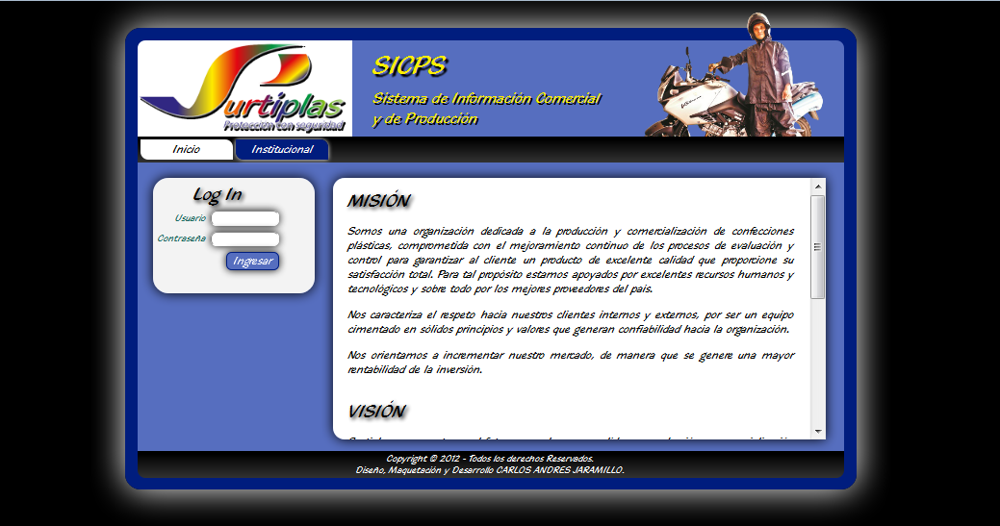 Surtiplas
Protección con seguridad
SICPS
Sistema de Información Comercial
y de Producción
Inicio
Institucional
Log In
Usuario
Contraseña
Ingresar
MISIÓN
Somos una organización dedicada a la producción y comercialización de confecciones
plásticas, comprometida con el mejoramiento continuo de los procesos de evaluación y
control para garantizar al cliente un producto de excelente calidad que proporcione su
satisfacción total. Para tal propósito estamos apoyados por excelentes recursos humanos y
tecnológicos y sobre todo por los mejores proveedores del país.
Nos caracteriza el respeto hacia nuestros clientes internos y externos, por ser un equipo
cimentado en sólidos principios y valores que generan confiabilidad hacia la organización.
Nos orientamos a incrementar nuestro mercado, de manera que se genere una mayor
rentabilidad de la inversión.
VISIÓN
Copyright © 2012 - Todos los derechos Reservados.
Diseño, Maquetación y Desarrollo CARLOS ANDRES JARAMILLO.